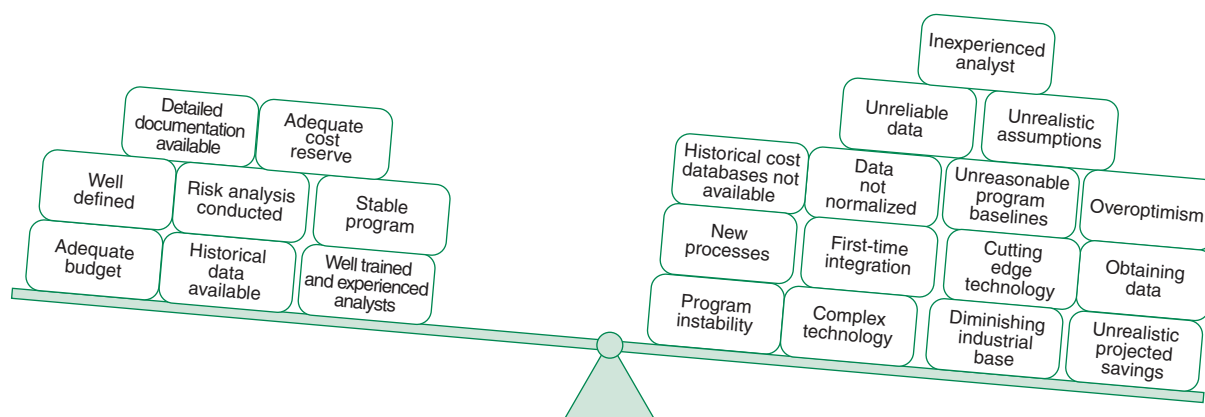 Detailed
documentation
available
Adequate
cost
reserve
Well
defined
Risk analysis
conducted
Stable
program
Adequate
budget
Historical
data
available
Well trained
and experienced
analysts
Inexperienced
analyst
Unreliable
data
Unrealistic
assumptions
Historical cost
databases not
available
Data
not
normalized
Unreasonable
program
baselines
Overoptimism
New
processes
First-time
integration
Cutting
edge
technology
Obtaining
data
Program
instability
Complex
technology
Diminishing
industrial
base
Unrealistic
projected
savings